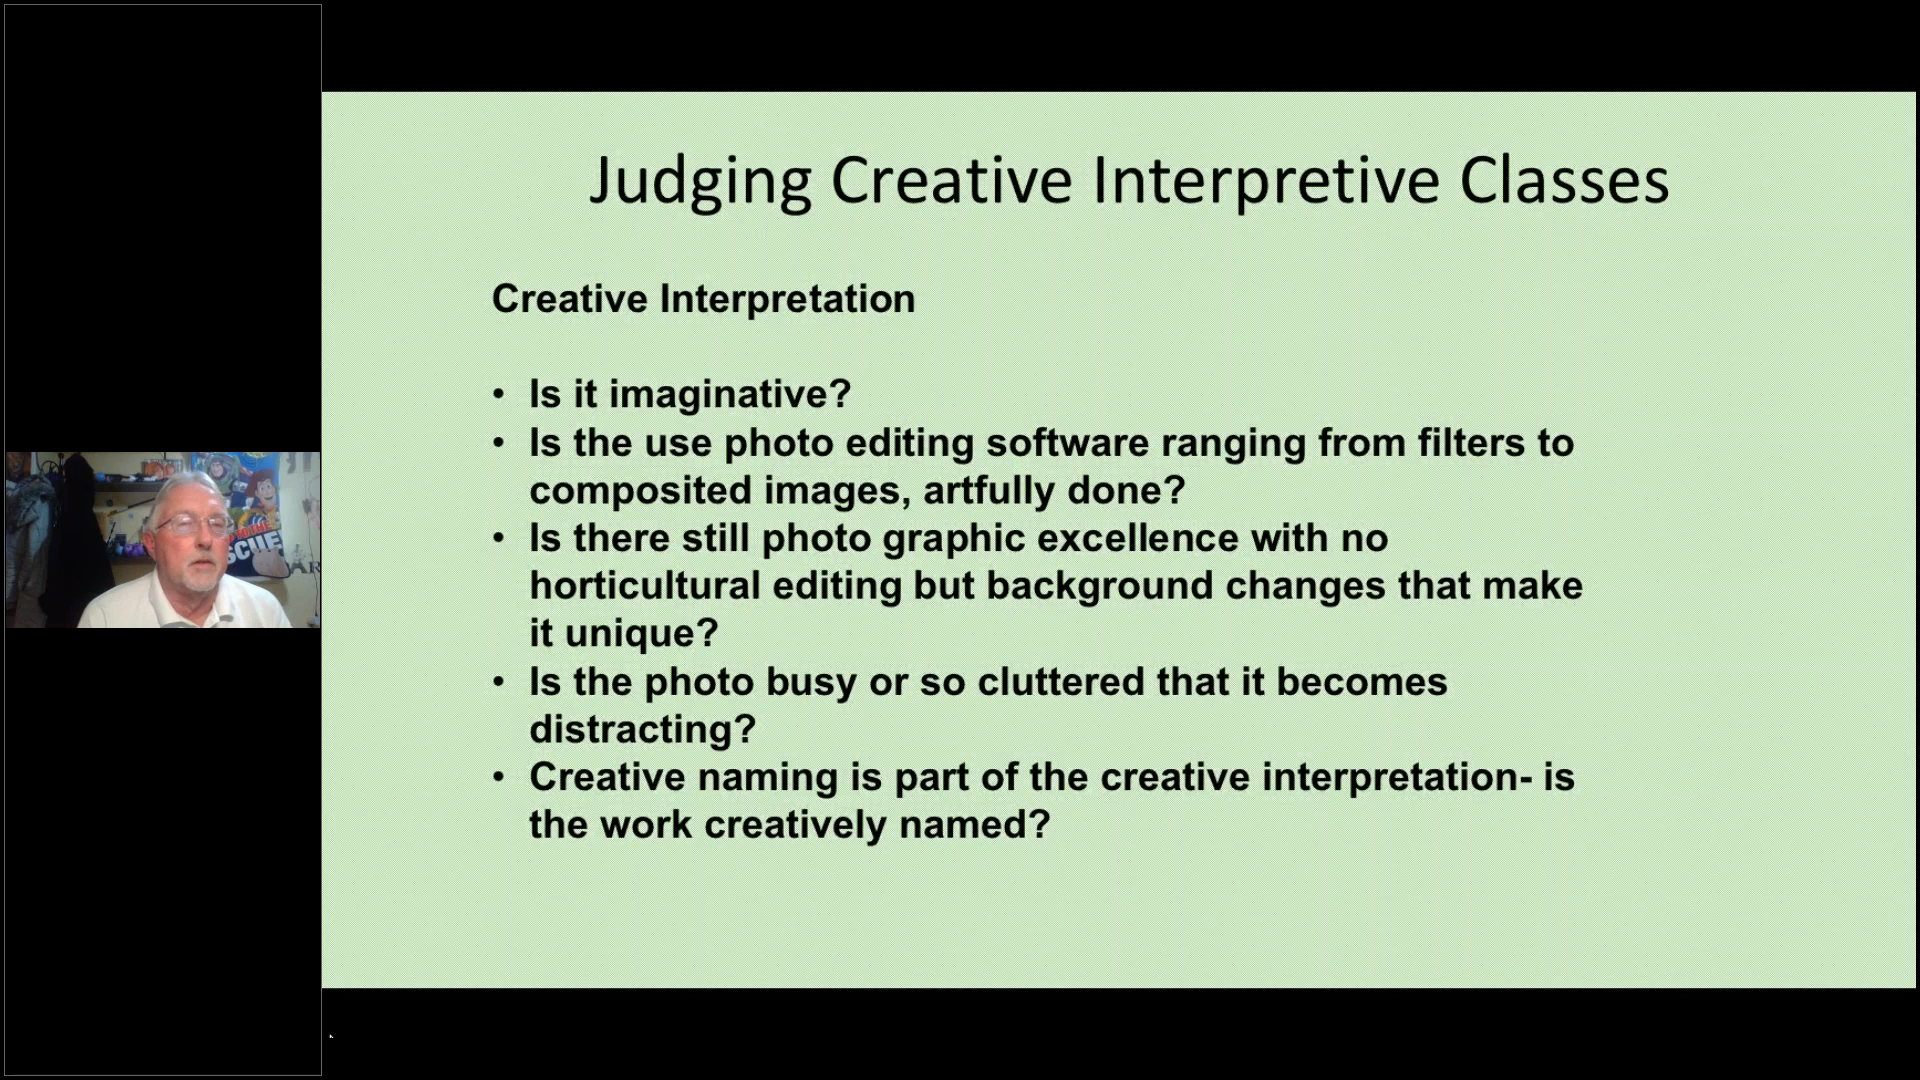 Judging Creative Interpretive Classes
Creative Interpretation
• Is it imaginative?
• Is the use photo editing software ranging from filters to
composited images, artfully done?
• Is there still photo graphic excellence with no
horticultural editing but background changes that make
it unique?
• Is the photo busy or so cluttered that it becomes
distracting?
• Creative naming is part of the creative interpretation- is
the work creatively named?